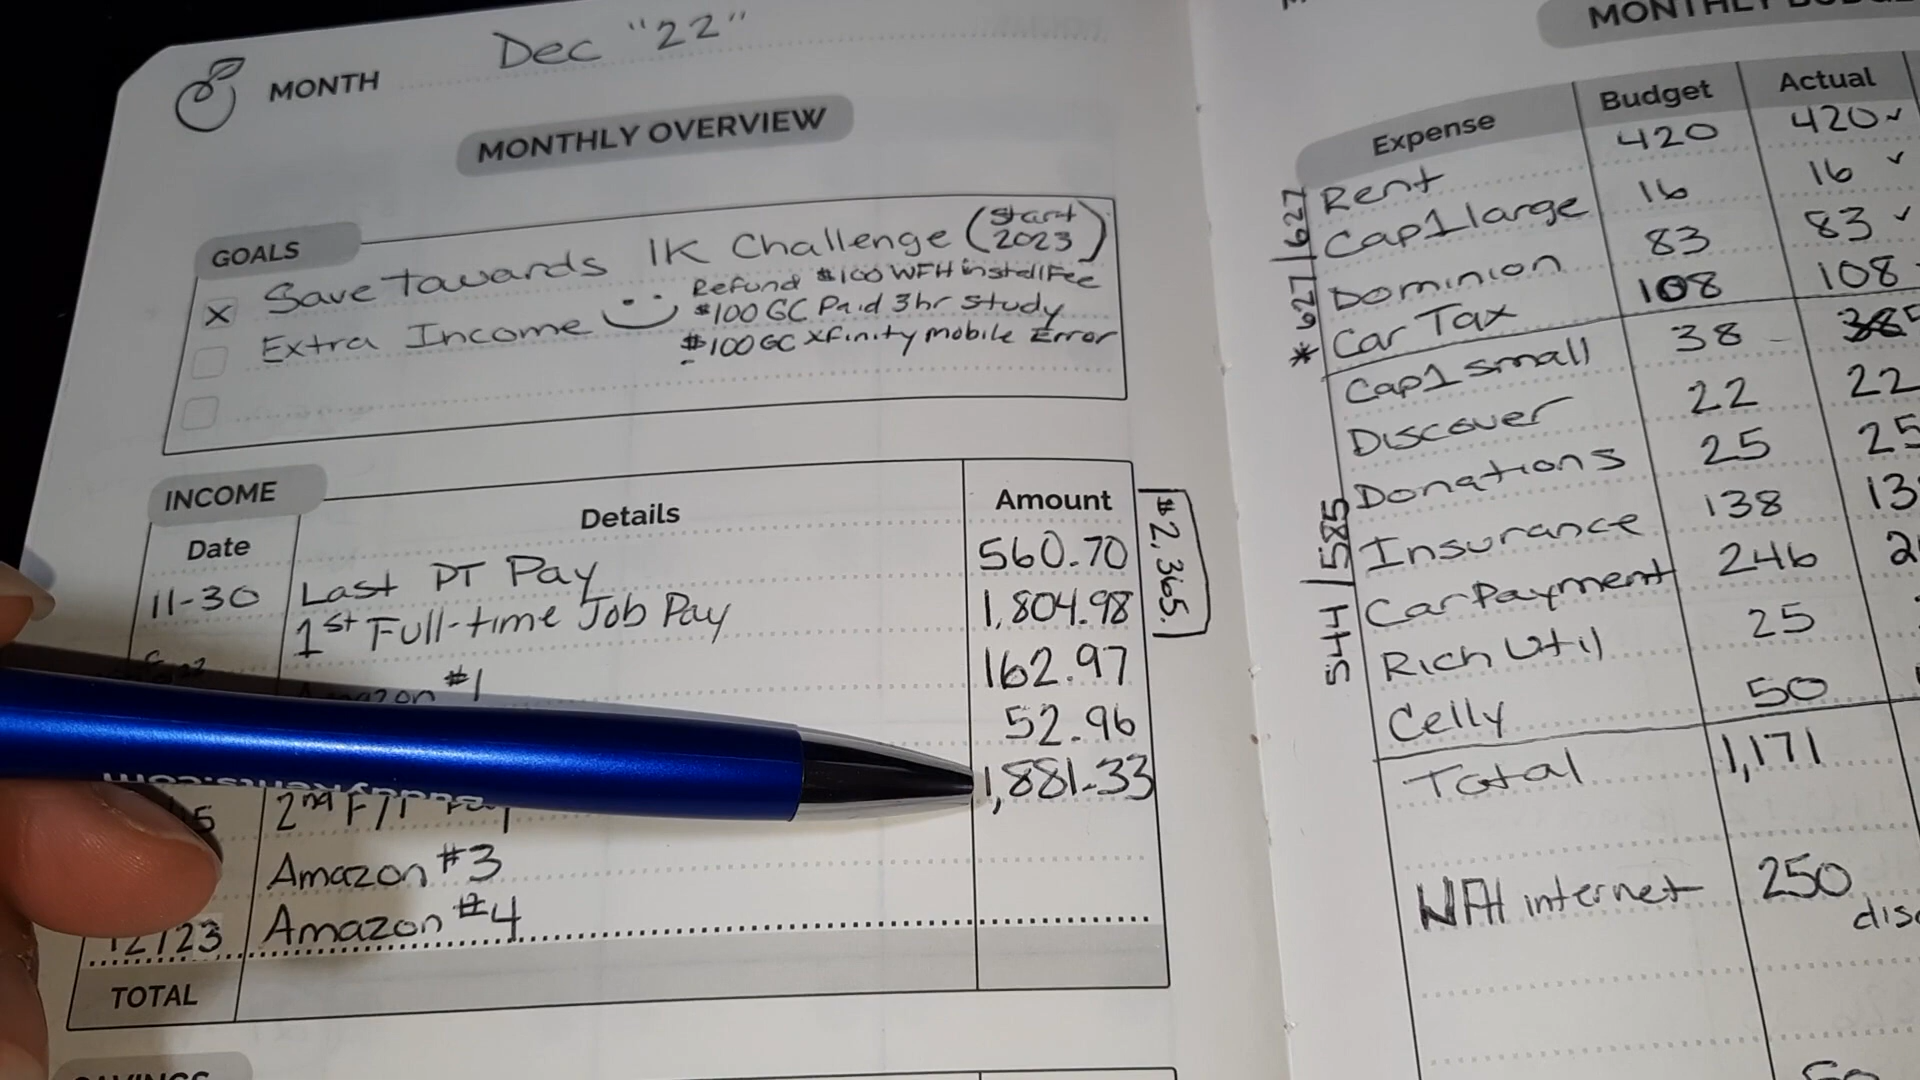 MONTH Dec "22"
MONTHLY OVERVIEW
GOALS
Save towards 1K Challenge (start 2023)
Extra Income
Refund $100 WFH install Fee
$100 GC Paid 3hr study
$100 GC xfinity mobile Error
INCOME
Date Details Amount
11-30 Last PT Pay 560.70
1st Full-time Job Pay 1,804.98
#1 162.97
52.96
2nd F/T 1,881.33
Amazon #3
12/23 Amazon #4
TOTAL
$2,365.
Expense Budget Actual
Rent 420 420
Cap1 large 16 16
Dominion 83 83
Car Tax 108 108
Cap1 small 38
Discover 22 22
Donations 25 25
Insurance 138
Car Payment 246
Rich Util 25
Celly 50
Total 1,171
WFH internet 250
*627/627
544/585